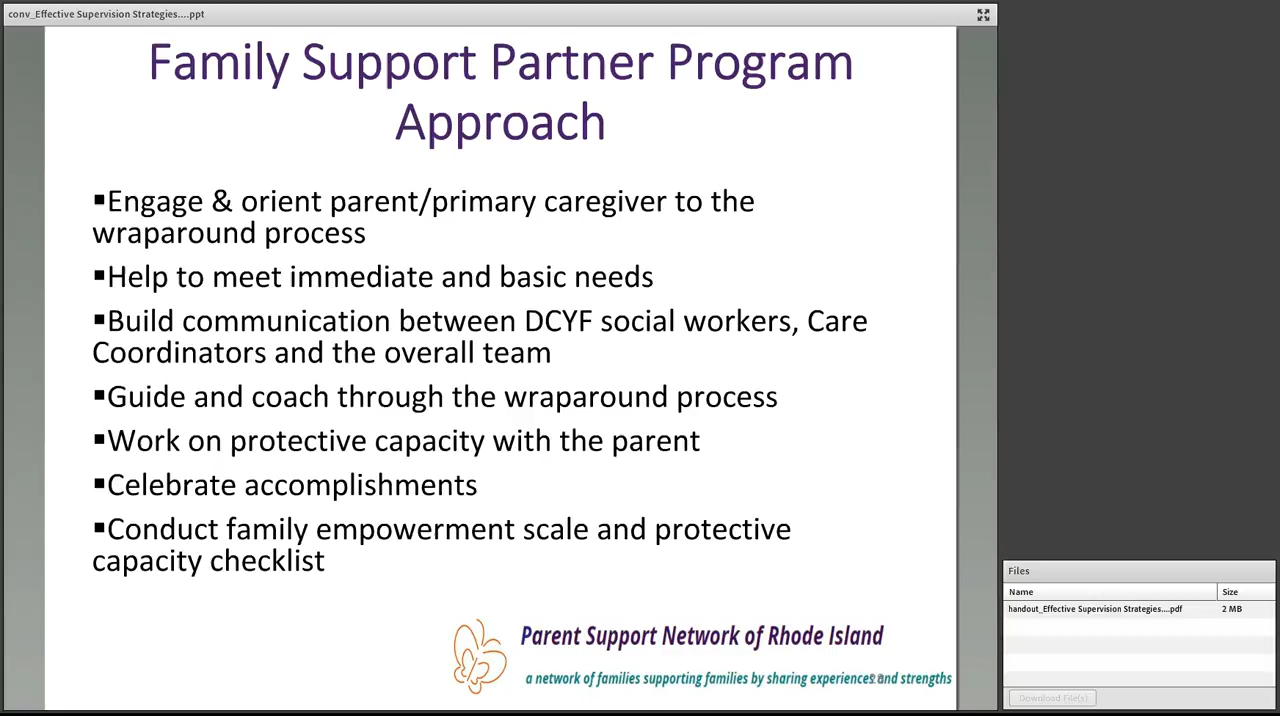 conv_Effective Supervision Strategies....ppt
Family Support Partner Program
Approach
▪Engage & orient parent/primary caregiver to the
wraparound process
▪Help to meet immediate and basic needs
▪Build communication between DCYF social workers, Care
Coordinators and the overall team
▪Guide and coach through the wraparound process
▪Work on protective capacity with the parent
▪Celebrate accomplishments
▪Conduct family empowerment scale and protective
capacity checklist
Parent Support Network of Rhode Island
a network of families supporting families by sharing experiences and strengths
Files
Name Size
handout_Effective Supervision Strategies....pdf 2 MB
Download File(s)